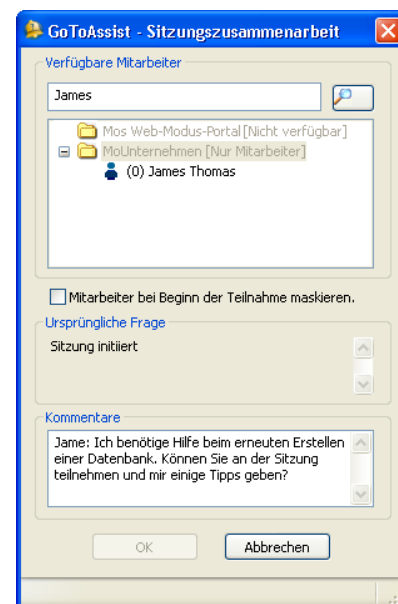 GoToAssist - Sitzungszusammenarbeit
Verfügbare Mitarbeiter
James
Mos Web-Modus-Portal [Nicht verfügbar]
MoUnternehmen [Nur Mitarbeiter]
(0) James Thomas
Mitarbeiter bei Beginn der Teilnahme maskieren.
Ursprüngliche Frage
Sitzung initiiert
Kommentare
Jame: Ich benötige Hilfe beim erneuten Erstellen
einer Datenbank. Können Sie an der Sitzung
teilnehmen und mir einige Tipps geben?
OK
Abbrechen